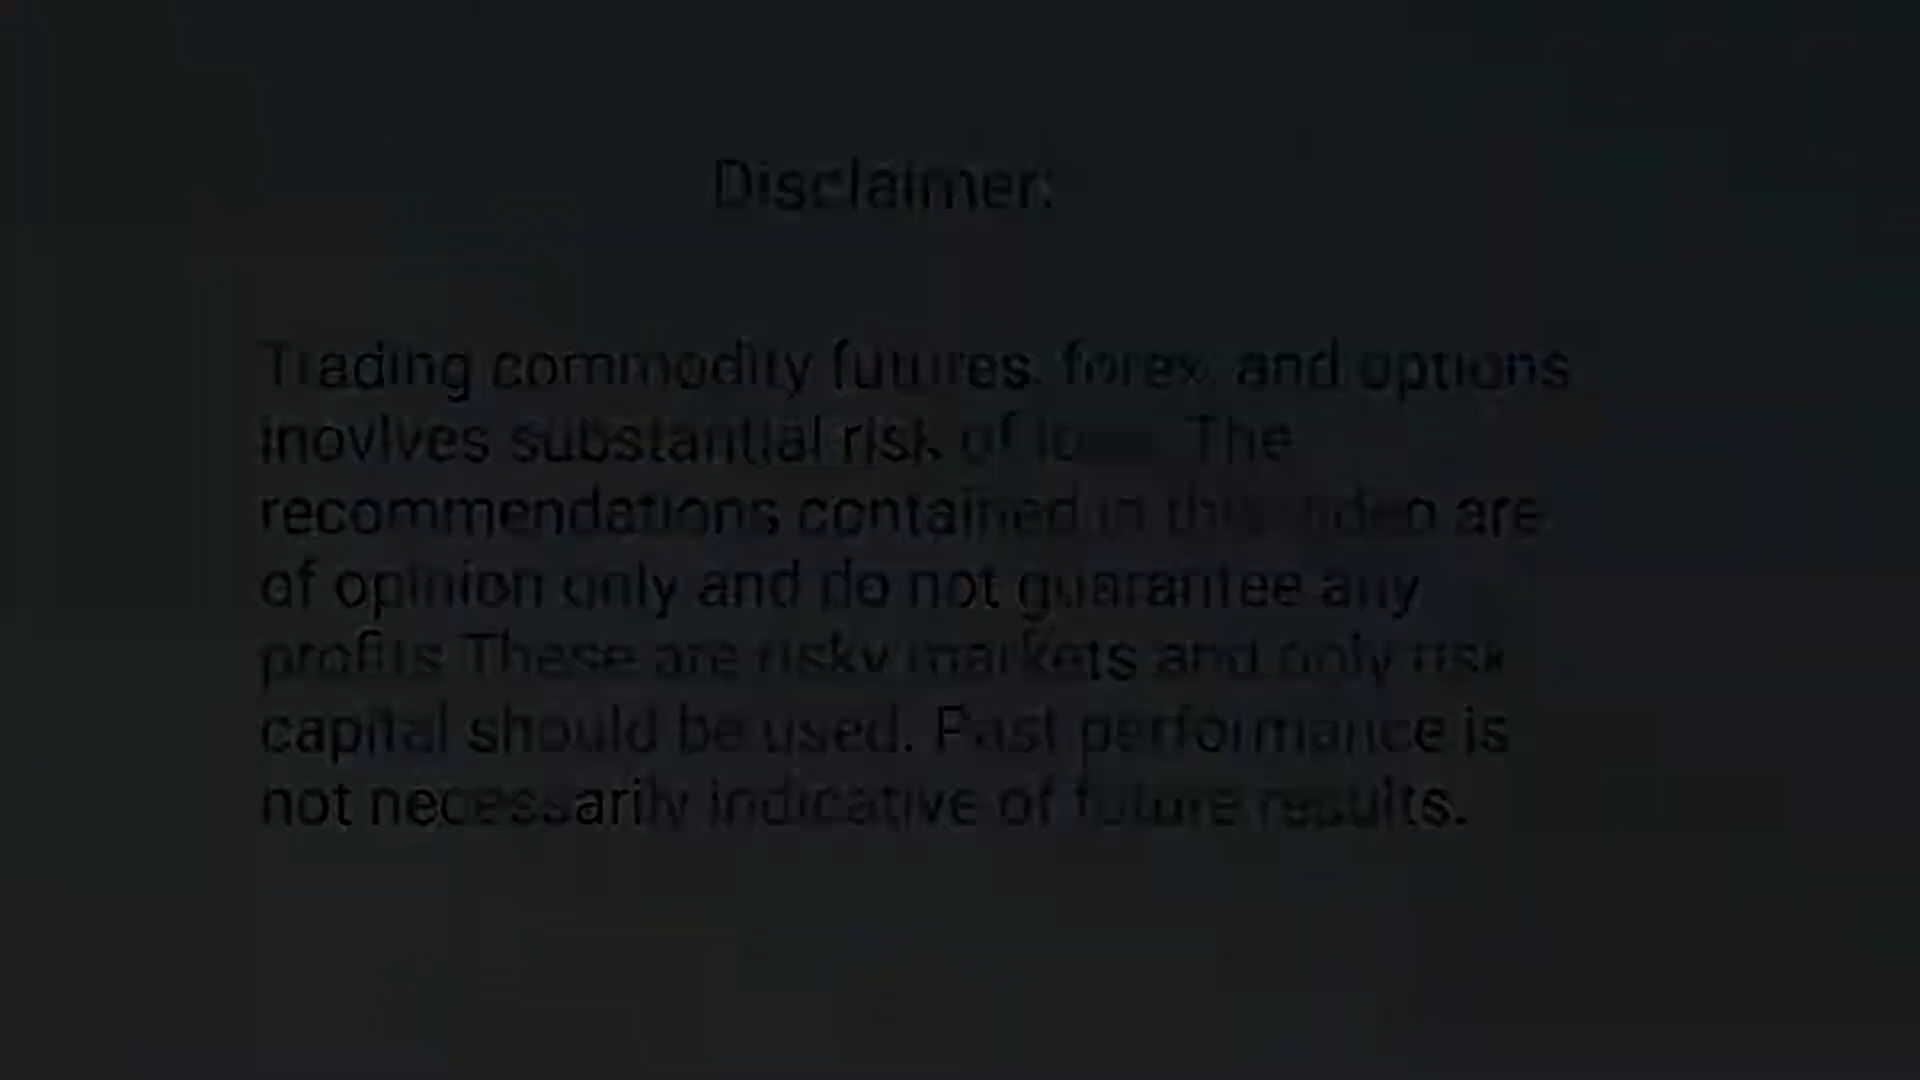 Disclaimer:
Trading commodity futures, forex, and options
inovlves substantial risk of loss. The
recommendations contained in this video are
of opinion only and do not guarantee any
profits. These are risky markets and only risk
capital should be used. Past performance is
not necessarily indicative of future results.